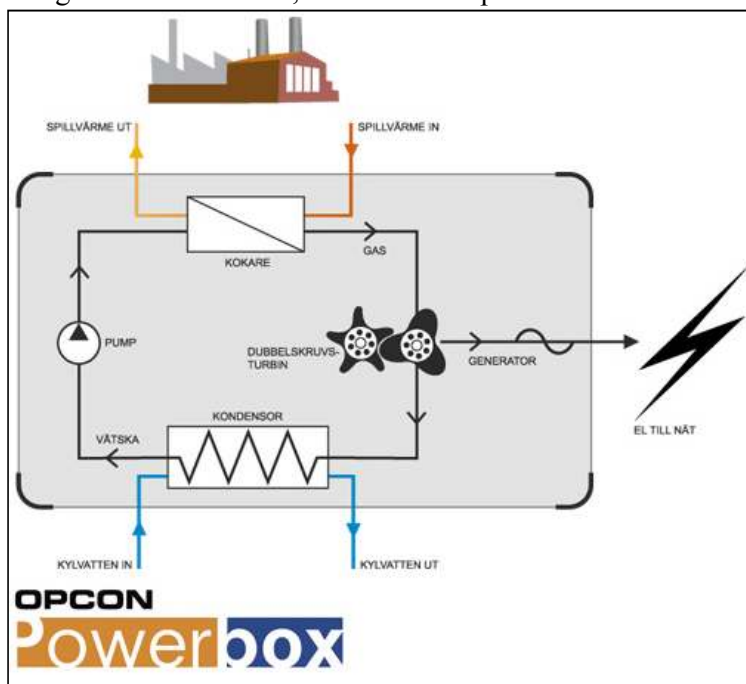 SPILLVÄRME UT
SPILLVÄRME IN
KOKARE
GAS
PUMP
DUBBELSKRUVS-
TURBIN
GENERATOR
KONDENSOR
VÄTSKA
EL TILL NÄT
KYLVATTEN IN
KYLVATTEN UT
OPCON
Powerbox